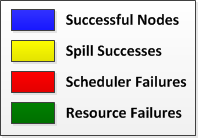 Successful Nodes
Spill Successes
Scheduler Failures
Resource Failures